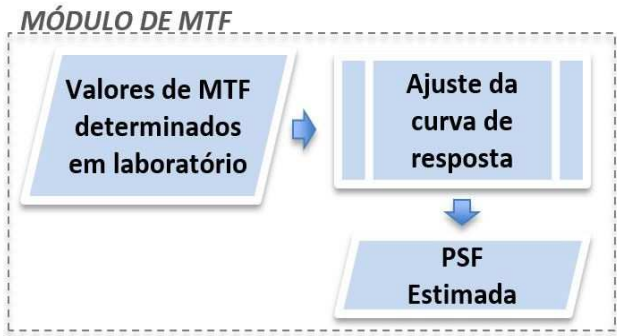 MÓDULO DE MTF
Valores de MTF
determinados
em laboratório
Ajuste da
curva de
resposta
PSF
Estimada